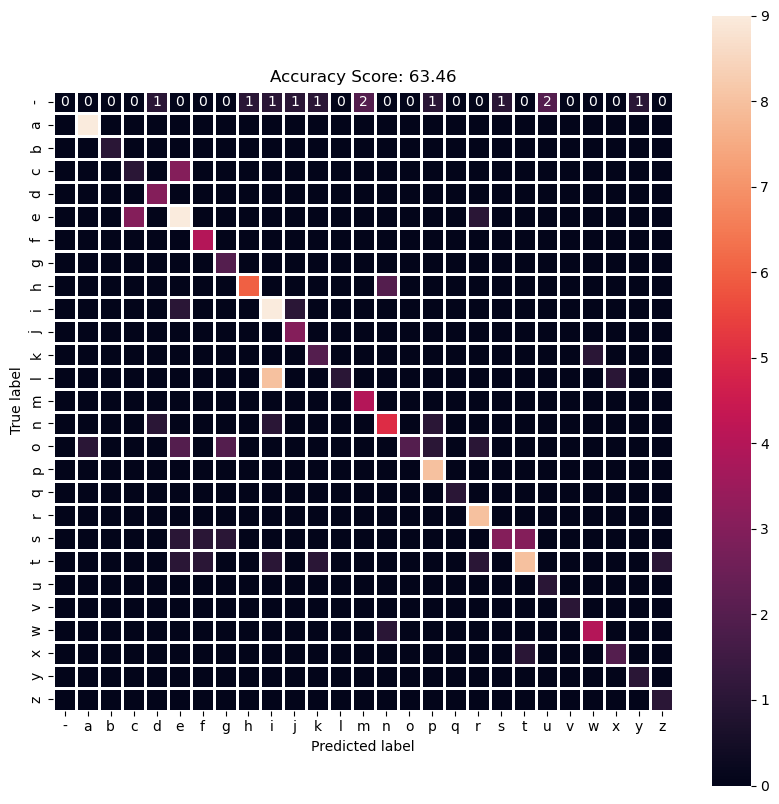 Accuracy Score: 63.46
9
8
7
6
5
4
3
2
1
0
True label
- 0 0 0 0 1 0 0 0 1 1 1 1 0 2 0 0 1 0 0 1 0 2 0 0 0 1 0
a
b
c
d
e
f
g
h
i
j
k
l
m
n
o
p
q
r
s
t
u
v
w
x
y
z
- a b c d e f g h i j k l m n o p q r s t u v w x y z
Predicted label